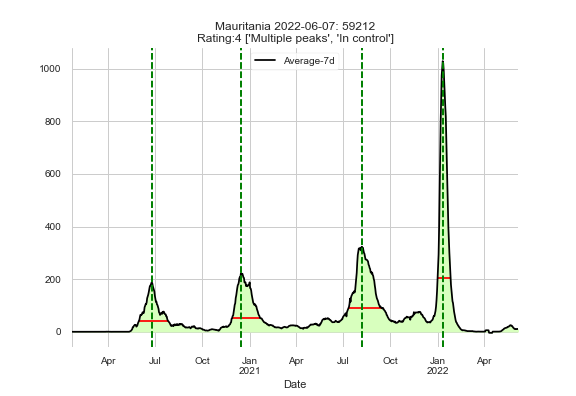 Mauritania 2022-06-07: 59212
Rating:4 ['Multiple peaks', 'In control']
Average-7d
1000
800
600
400
200
0
Apr Jul Oct Jan Apr Jul Oct Jan Apr
2021 2022
Date